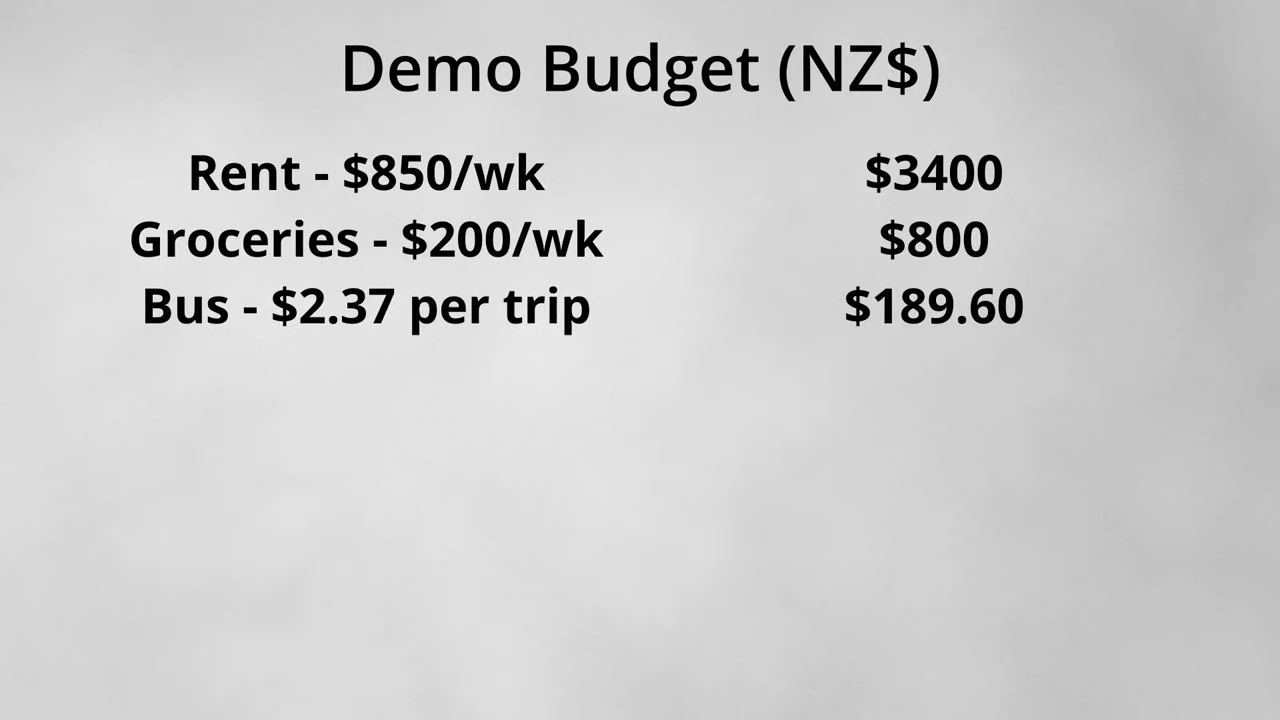 Demo Budget (NZ$)
Rent - $850/wk $3400
Groceries - $200/wk $800
Bus - $2.37 per trip $189.60